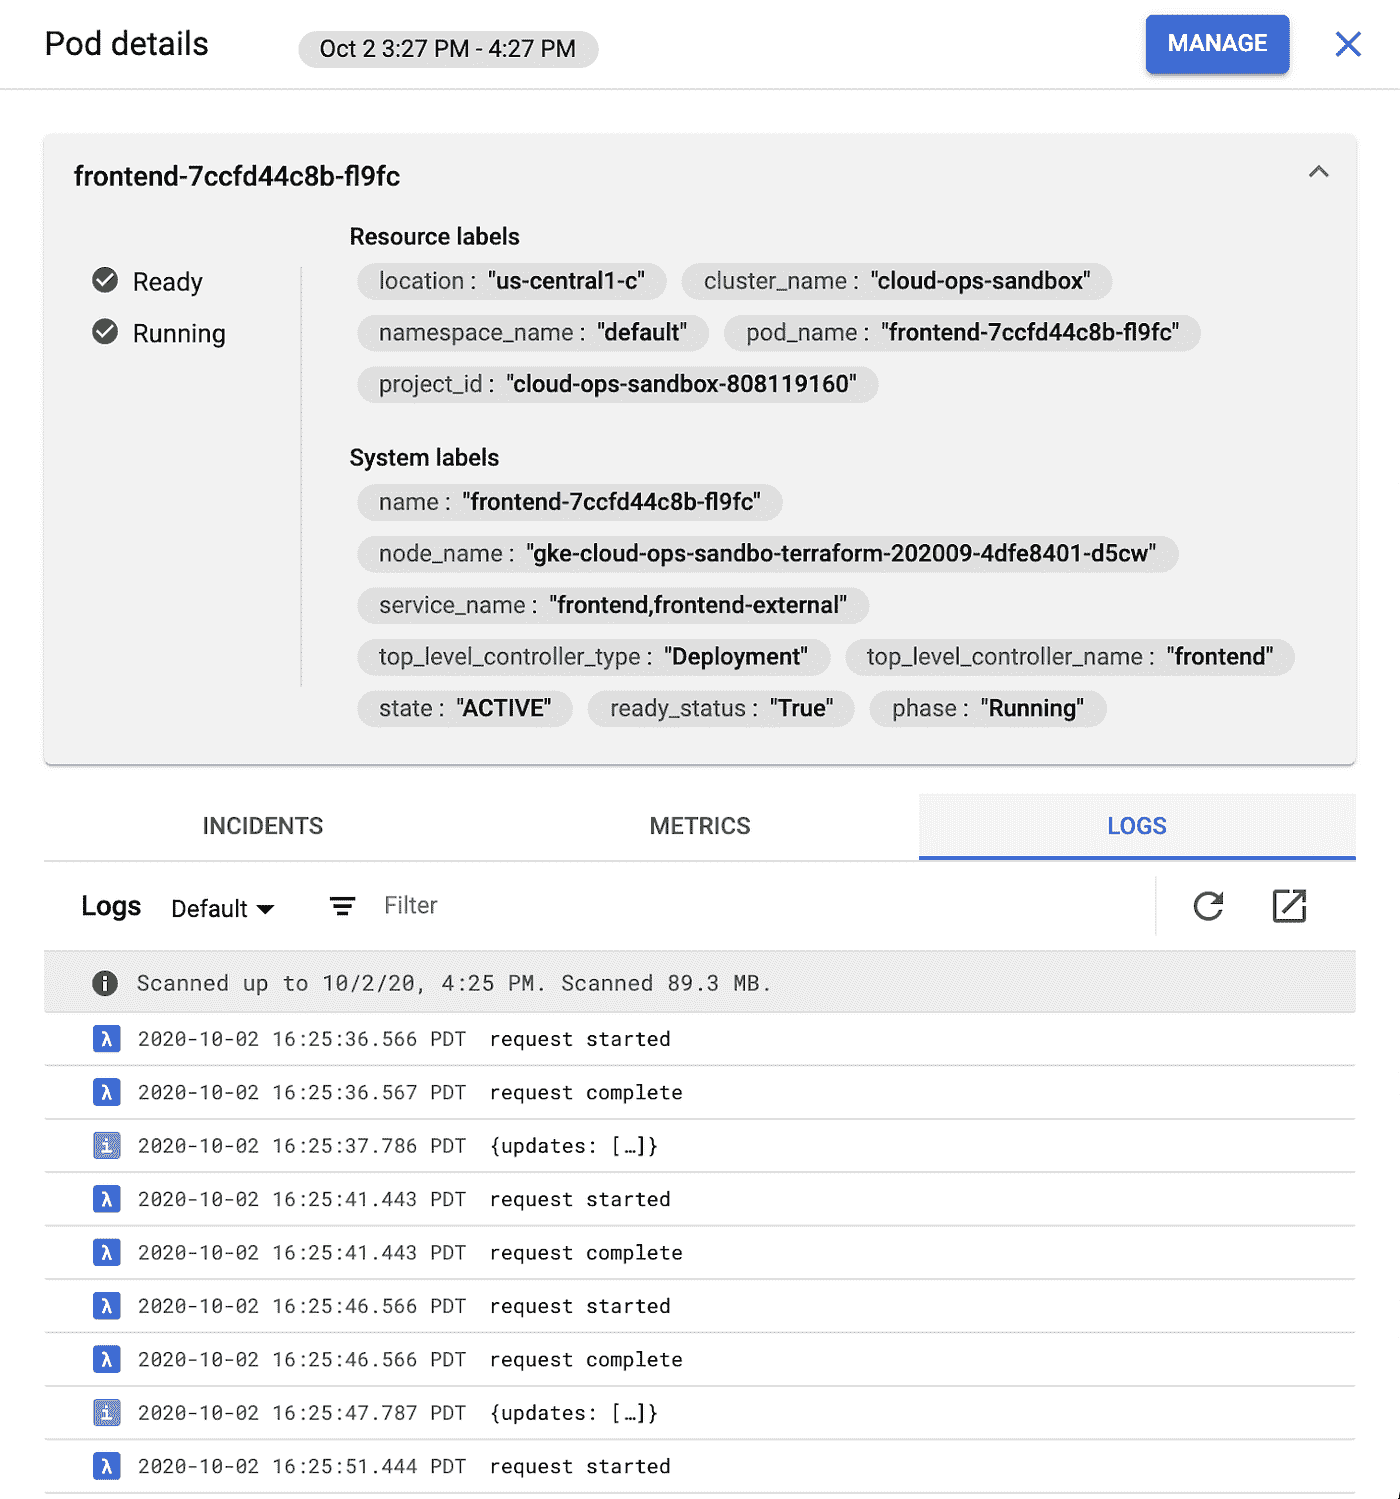 Pod details
Oct 2 3:27 PM - 4:27 PM
MANAGE
frontend-7ccfd44c8b-fl9fc
Ready
Running
Resource labels
location : "us-central1-c" cluster_name : "cloud-ops-sandbox"
namespace_name : "default" pod_name : "frontend-7ccfd44c8b-fl9fc"
project_id : "cloud-ops-sandbox-808119160"
System labels
name : "frontend-7ccfd44c8b-fl9fc"
node_name : "gke-cloud-ops-sandbo-terraform-202009-4dfe8401-d5cw"
service_name : "frontend,frontend-external"
top_level_controller_type : "Deployment" top_level_controller_name : "frontend"
state : "ACTIVE" ready_status : "True" phase : "Running"
INCIDENTS METRICS LOGS
Logs Default Filter
i Scanned up to 10/2/20, 4:25 PM. Scanned 89.3 MB.
λ 2020-10-02 16:25:36.566 PDT request started
λ 2020-10-02 16:25:36.567 PDT request complete
i 2020-10-02 16:25:37.786 PDT {updates: […]}
λ 2020-10-02 16:25:41.443 PDT request started
λ 2020-10-02 16:25:41.443 PDT request complete
λ 2020-10-02 16:25:46.566 PDT request started
λ 2020-10-02 16:25:46.566 PDT request complete
i 2020-10-02 16:25:47.787 PDT {updates: […]}
λ 2020-10-02 16:25:51.444 PDT request started